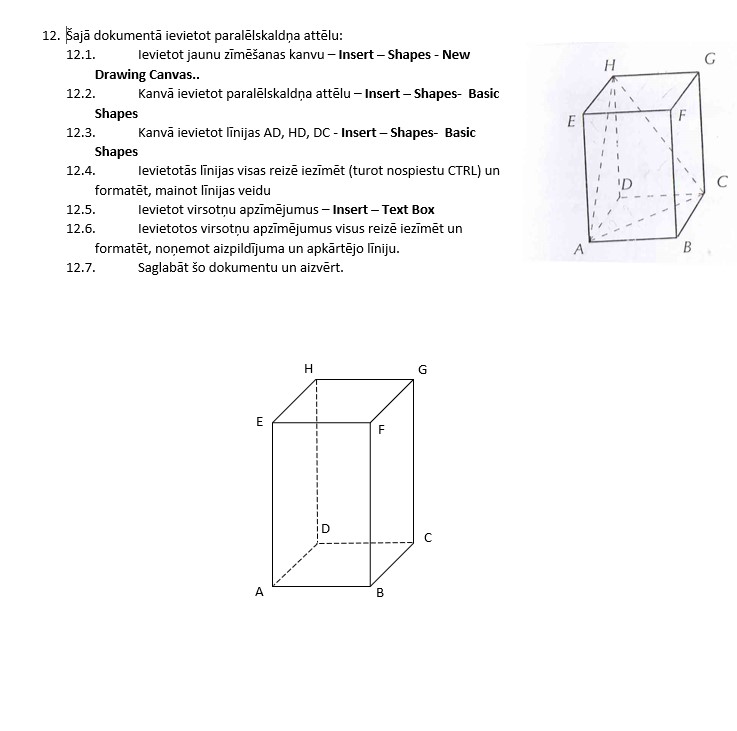 12. Šajā dokumentā ievietot paralēlskaldņa attēlu:
12.1. Ievietot jaunu zīmēšanas kanvu – Insert – Shapes - New
Drawing Canvas..
12.2. Kanvā ievietot paralēlskaldņa attēlu – Insert – Shapes- Basic
Shapes
12.3. Kanvā ievietot līnijas AD, HD, DC - Insert – Shapes- Basic
Shapes
12.4. Ievietotās līnijas visas reizē iezīmēt (turot nospiestu CTRL) un
formatēt, mainot līnijas veidu
12.5. Ievietot virsotņu apzīmējumus – Insert – Text Box
12.6. Ievietotos virsotņu apzīmējumus visus reizē iezīmēt un
formatēt, noņemot aizpildījuma un apkārtējo līniju.
12.7. Saglabāt šo dokumentu un aizvērt.
H G
E F
D C
A B
H G
E F
D C
A B